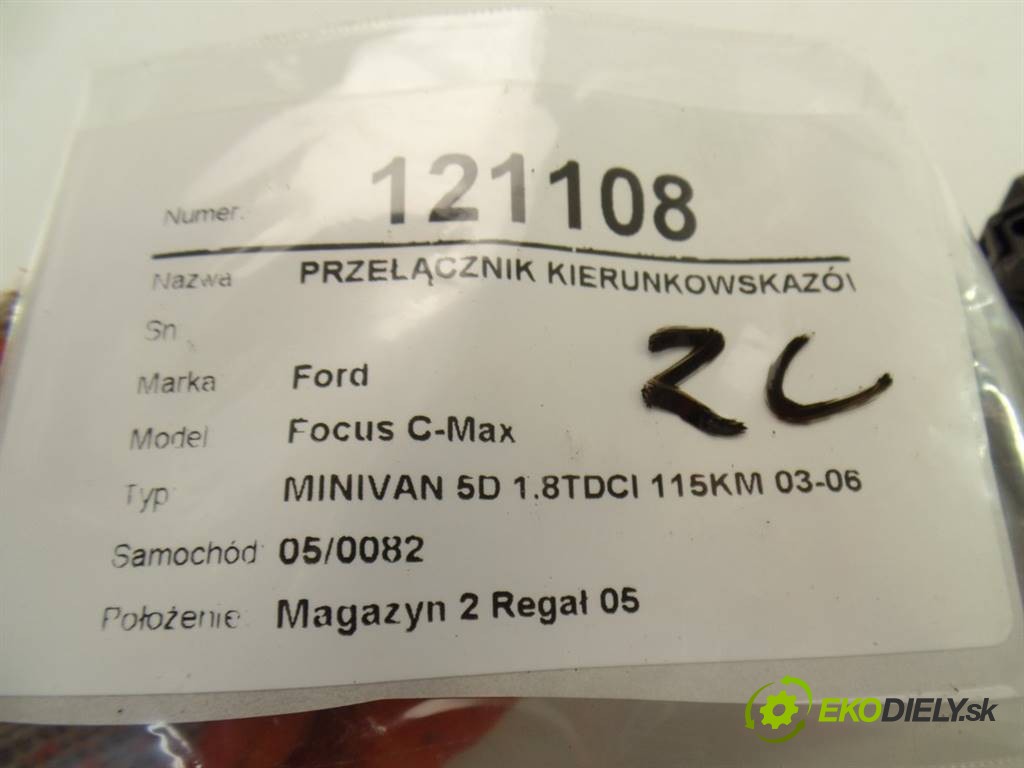 Numer. 121108
Nazwa PRZEŁĄCZNIK KIERUNKOWSKAZÓ
Sn
Marka Ford
Model Focus C-Max
Typ MINIVAN 5D 1.8TDCI 115KM 03-06
Samochód 05/0082
Położenie Magazyn 2 Regał 05
ZC
EKODIELY.sk